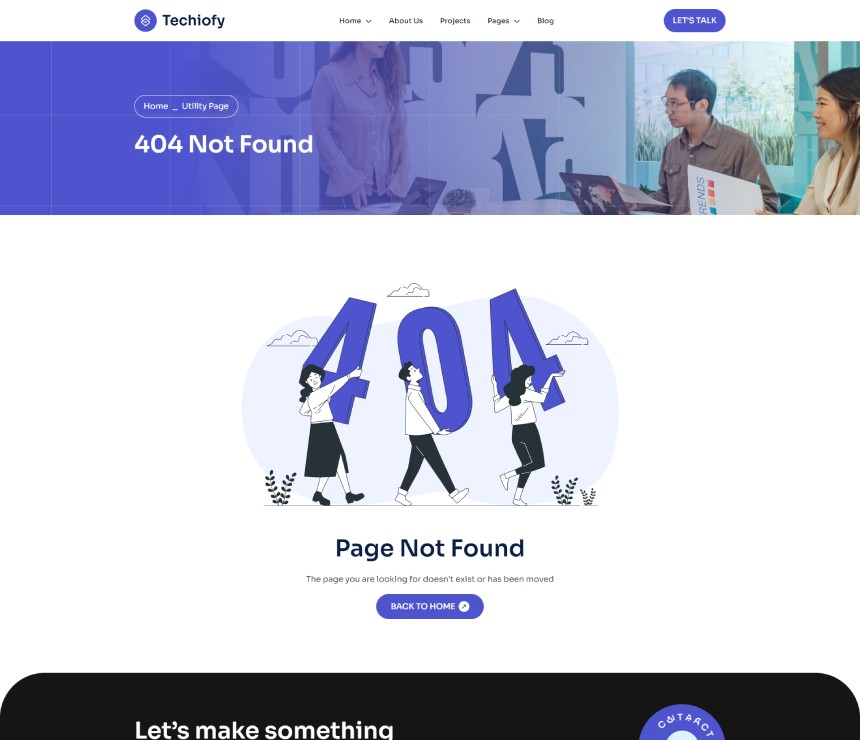 Techiofy
Home
About Us
Projects
Pages
Blog
LET'S TALK
Home _ Utility Page
404 Not Found
TRENDS
404
Page Not Found
The page you are looking for doesn't exist or has been moved
BACK TO HOME
Let's make something
CONTACT